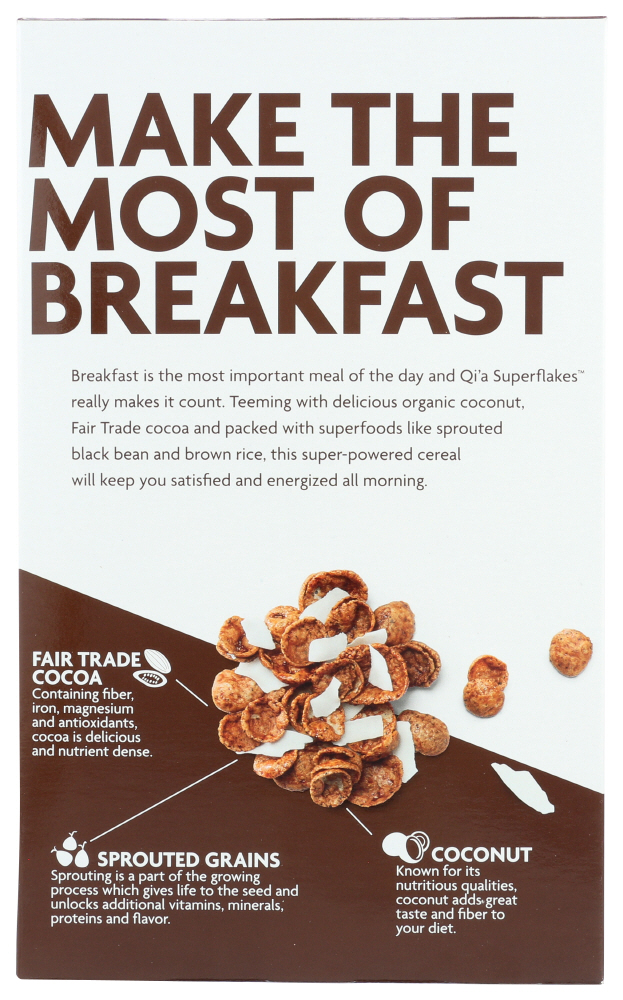 MAKE THE
MOST OF
BREAKFAST
Breakfast is the most important meal of the day and Qi'a Superflakes™
really makes it count. Teeming with delicious organic coconut,
Fair Trade cocoa and packed with superfoods like sprouted
black bean and brown rice, this super-powered cereal
will keep you satisfied and energized all morning.
FAIR TRADE
COCOA
Containing fiber,
iron, magnesium
and antioxidants,
cocoa is delicious
and nutrient dense.
SPROUTED GRAINS
Sprouting is a part of the growing
process which gives life to the seed and
unlocks additional vitamins, minerals,
proteins and flavor.
COCONUT
Known for its
nutritious qualities,
coconut adds great
taste and fiber to
your diet.